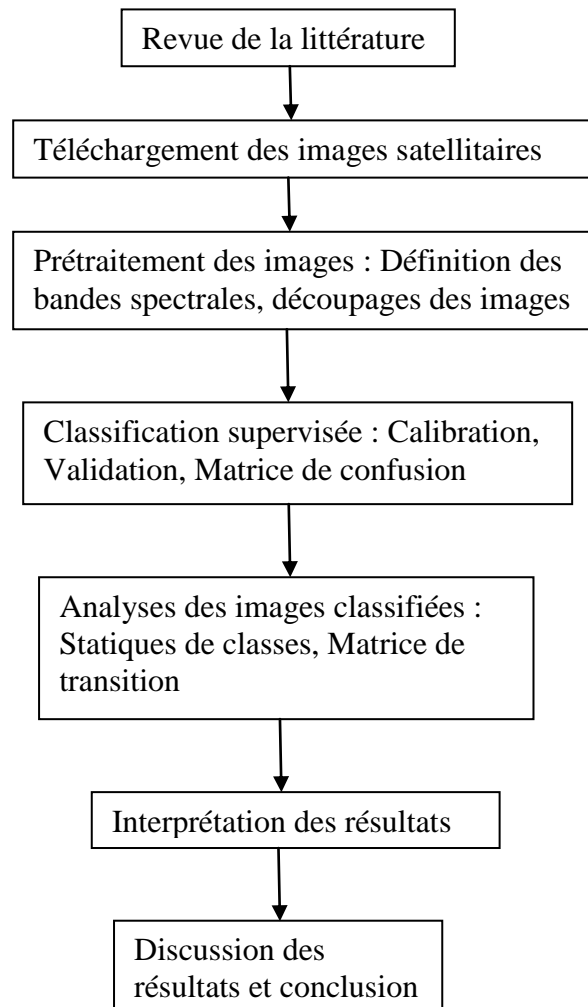 Revue de la littérature
Téléchargement des images satellitaires
Prétraitement des images : Définition des
bandes spectrales, découpages des images
Classification supervisée : Calibration,
Validation, Matrice de confusion
Analyses des images classifiées :
Statiques de classes, Matrice de
transition
Interprétation des résultats
Discussion des
résultats et conclusion